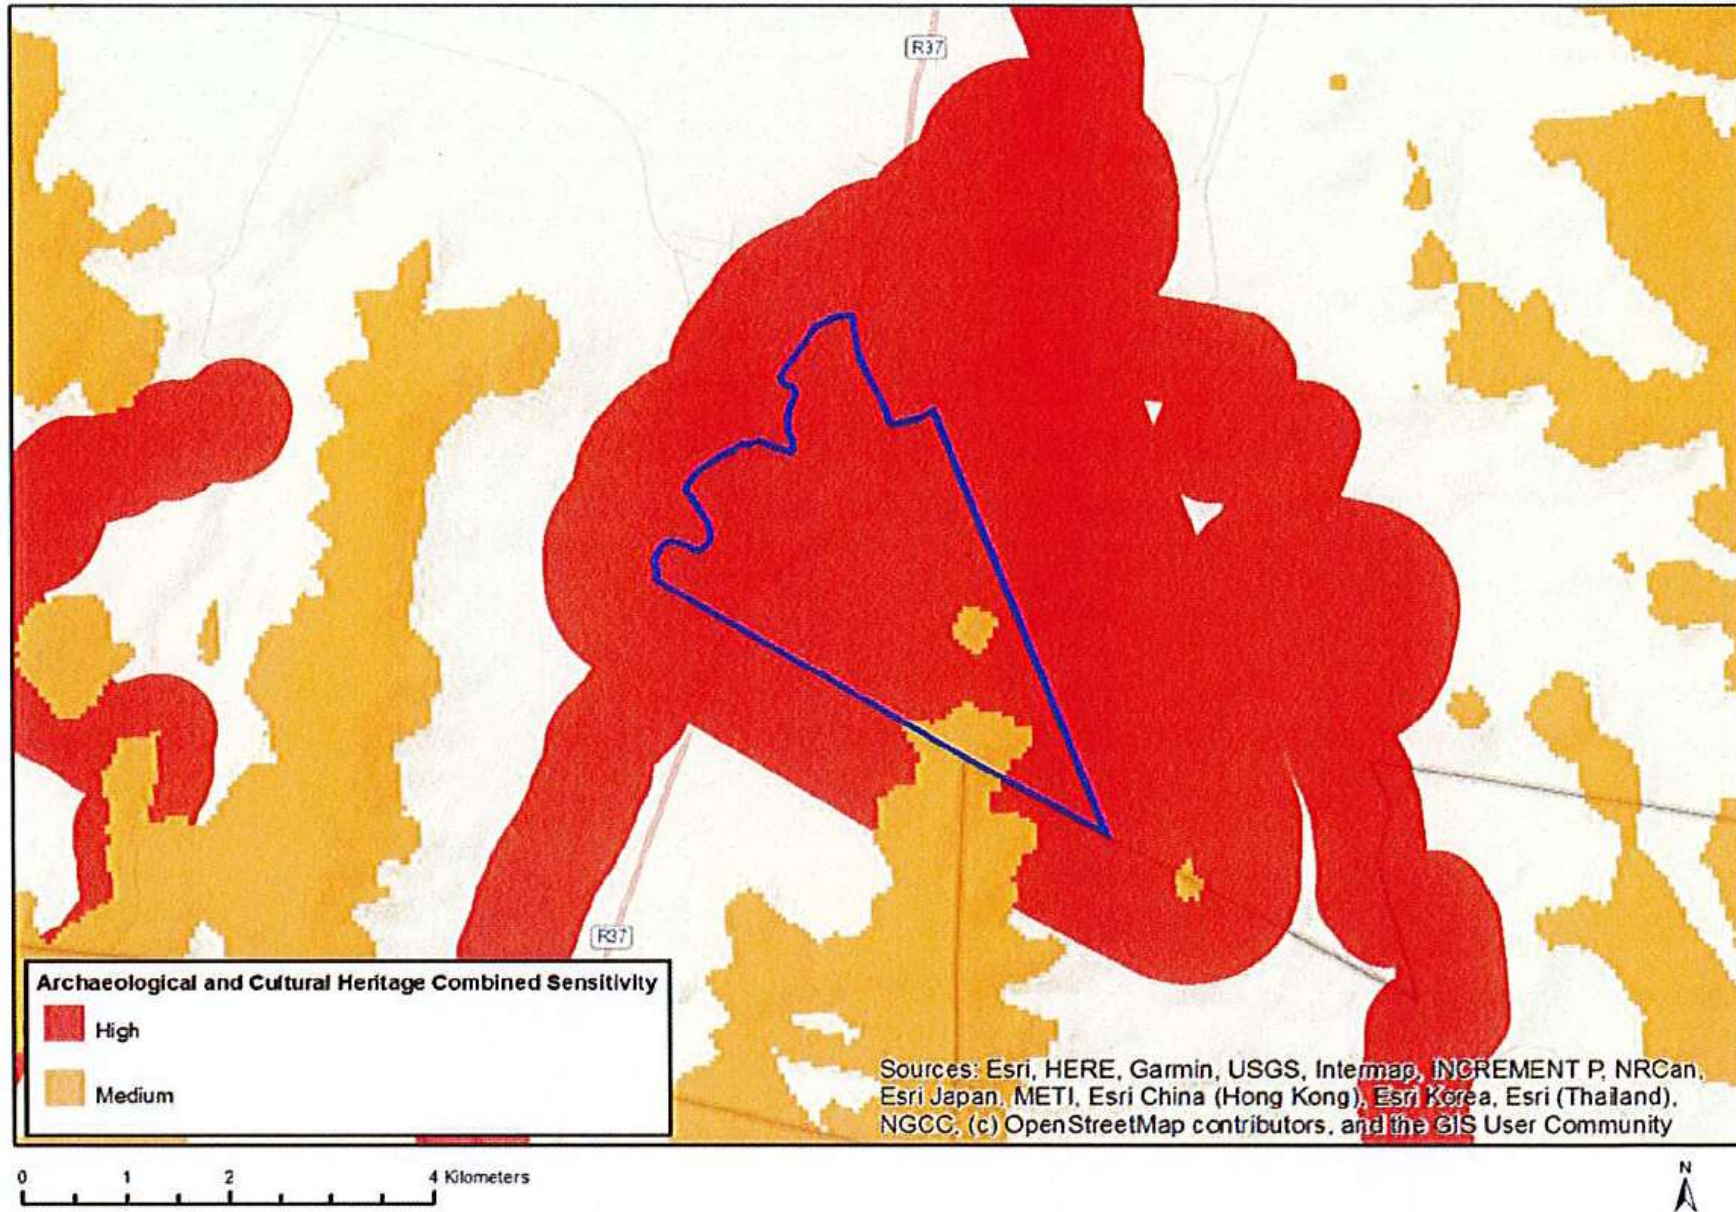 R37
R37
Archaeological and Cultural Heritage Combined Sensitivity
High
Medium
Sources: Esri, HERE, Garmin, USGS, Intermap, INCREMENT P, NRCan,
Esri Japan, METI, Esri China (Hong Kong), Esri Korea, Esri (Thailand),
NGCC, (c) OpenStreetMap contributors, and the GIS User Community
0 1 2 4 Kilometers
N